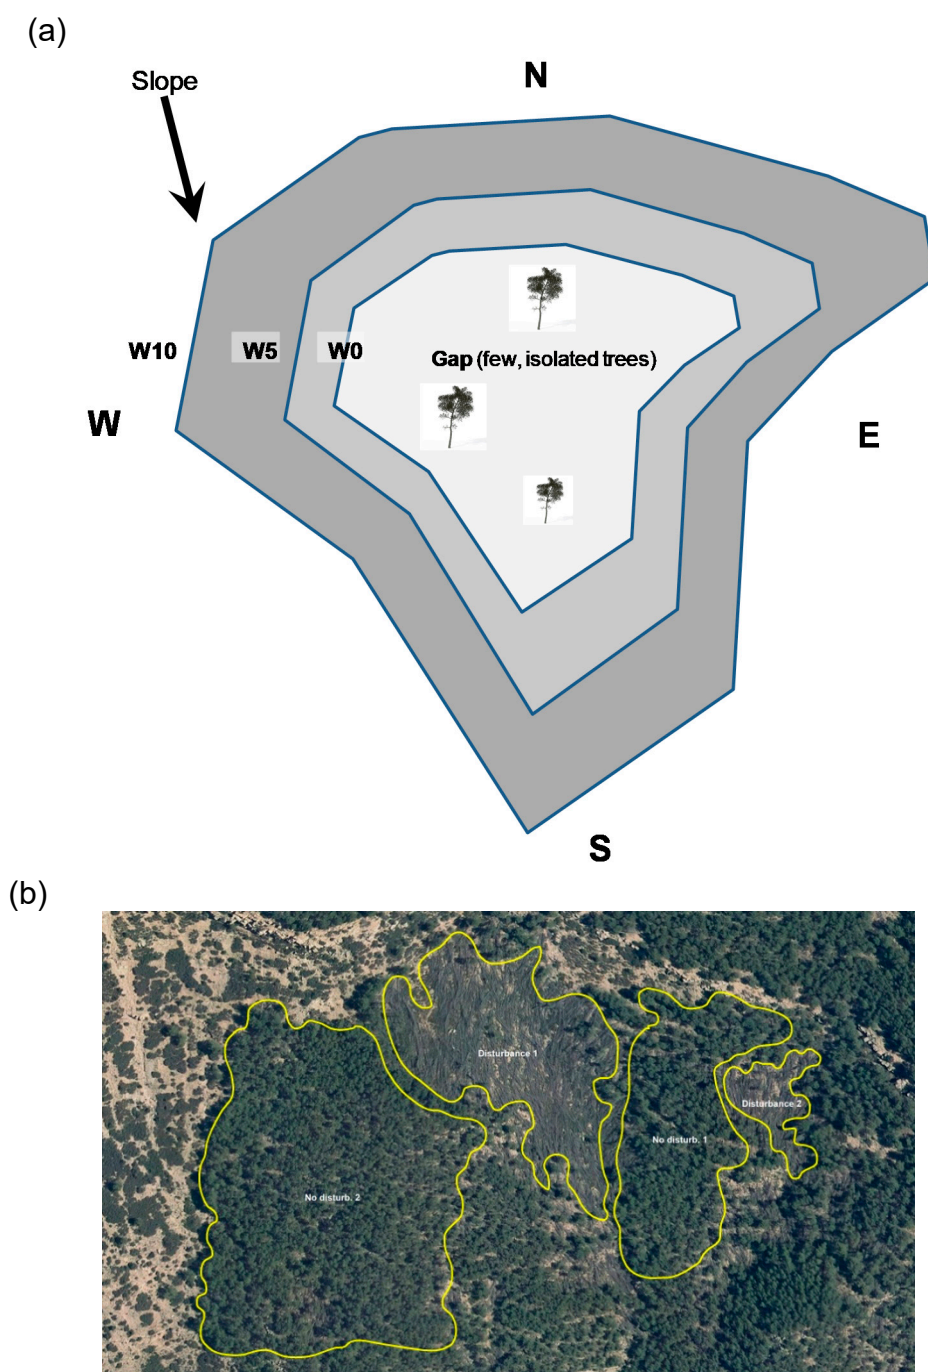 (a)
N
Slope
W10 W5 W0
Gap (few, isolated trees)
W
E
S
(b)
Disturbance 1
Disturbance 2
No disturb. 1
No disturb. 2